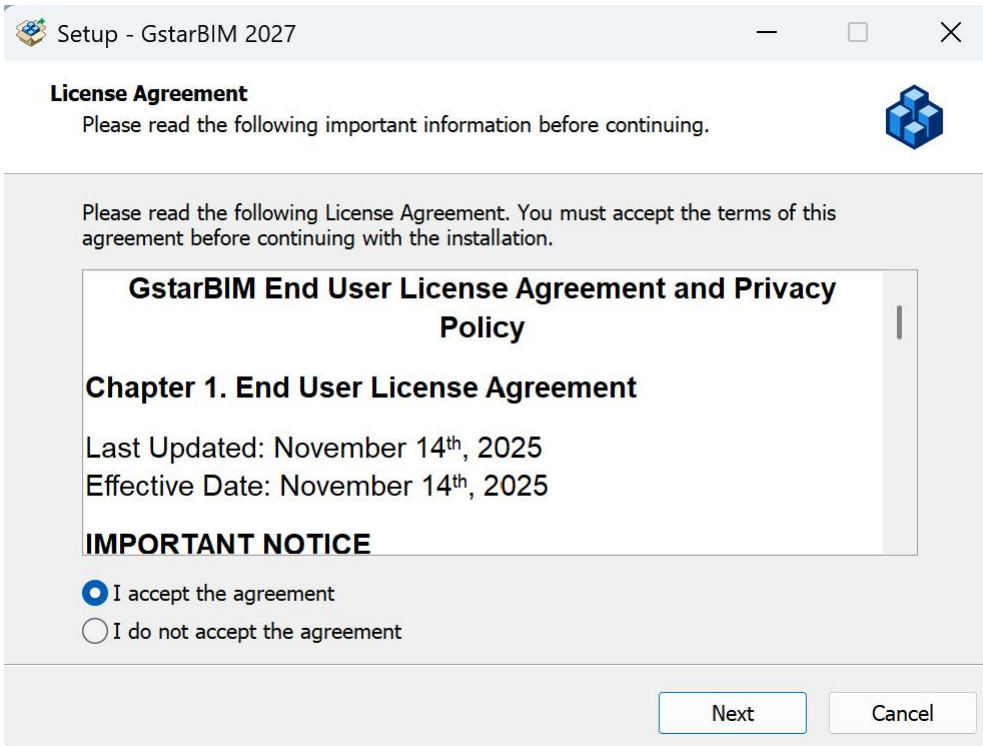 Setup - GstarBIM 2027
License Agreement
Please read the following important information before continuing.
Please read the following License Agreement. You must accept the terms of this
agreement before continuing with the installation.
GstarBIM End User License Agreement and Privacy
Policy
Chapter 1. End User License Agreement
Last Updated: November 14th, 2025
Effective Date: November 14th, 2025
IMPORTANT NOTICE
I accept the agreement
I do not accept the agreement
Next
Cancel